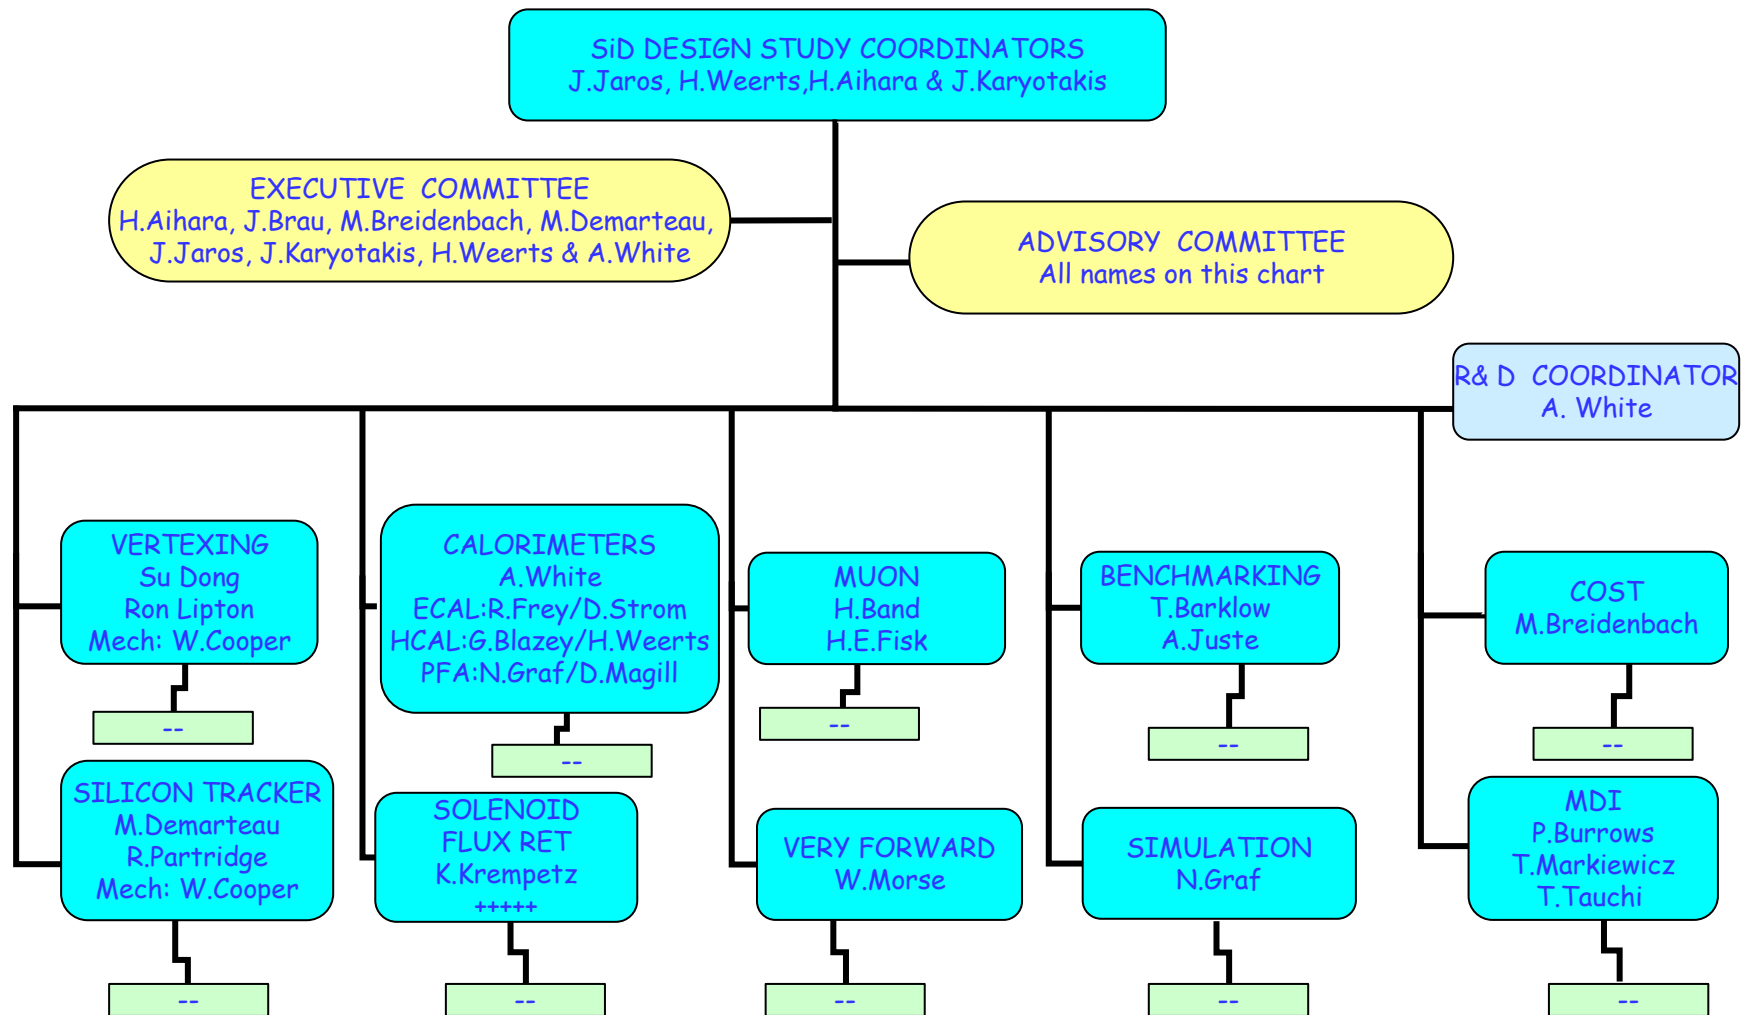 SiD DESIGN STUDY COORDINATORS
J.Jaros, H.Weerts,H.Aihara & J.Karyotakis
EXECUTIVE COMMITTEE
H.Aihara, J.Brau, M.Breidenbach, M.Demarteau,
J.Jaros, J.Karyotakis, H.Weerts & A.White
ADVISORY COMMITTEE
All names on this chart
R& D COORDINATOR
A. White
VERTEXING
Su Dong
Ron Lipton
Mech: W.Cooper
--
CALORIMETERS
A.White
ECAL:R.Frey/D.Strom
HCAL:G.Blazey/H.Weerts
PFA:N.Graf/D.Magill
--
MUON
H.Band
H.E.Fisk
--
BENCHMARKING
T.Barklow
A.Juste
--
COST
M.Breidenbach
--
SILICON TRACKER
M.Demarteau
R.Partridge
Mech: W.Cooper
--
SOLENOID
FLUX RET
K.Krempetz
+++++
--
VERY FORWARD
W.Morse
--
SIMULATION
N.Graf
--
MDI
P.Burrows
T.Markiewicz
T.Tauchi
--